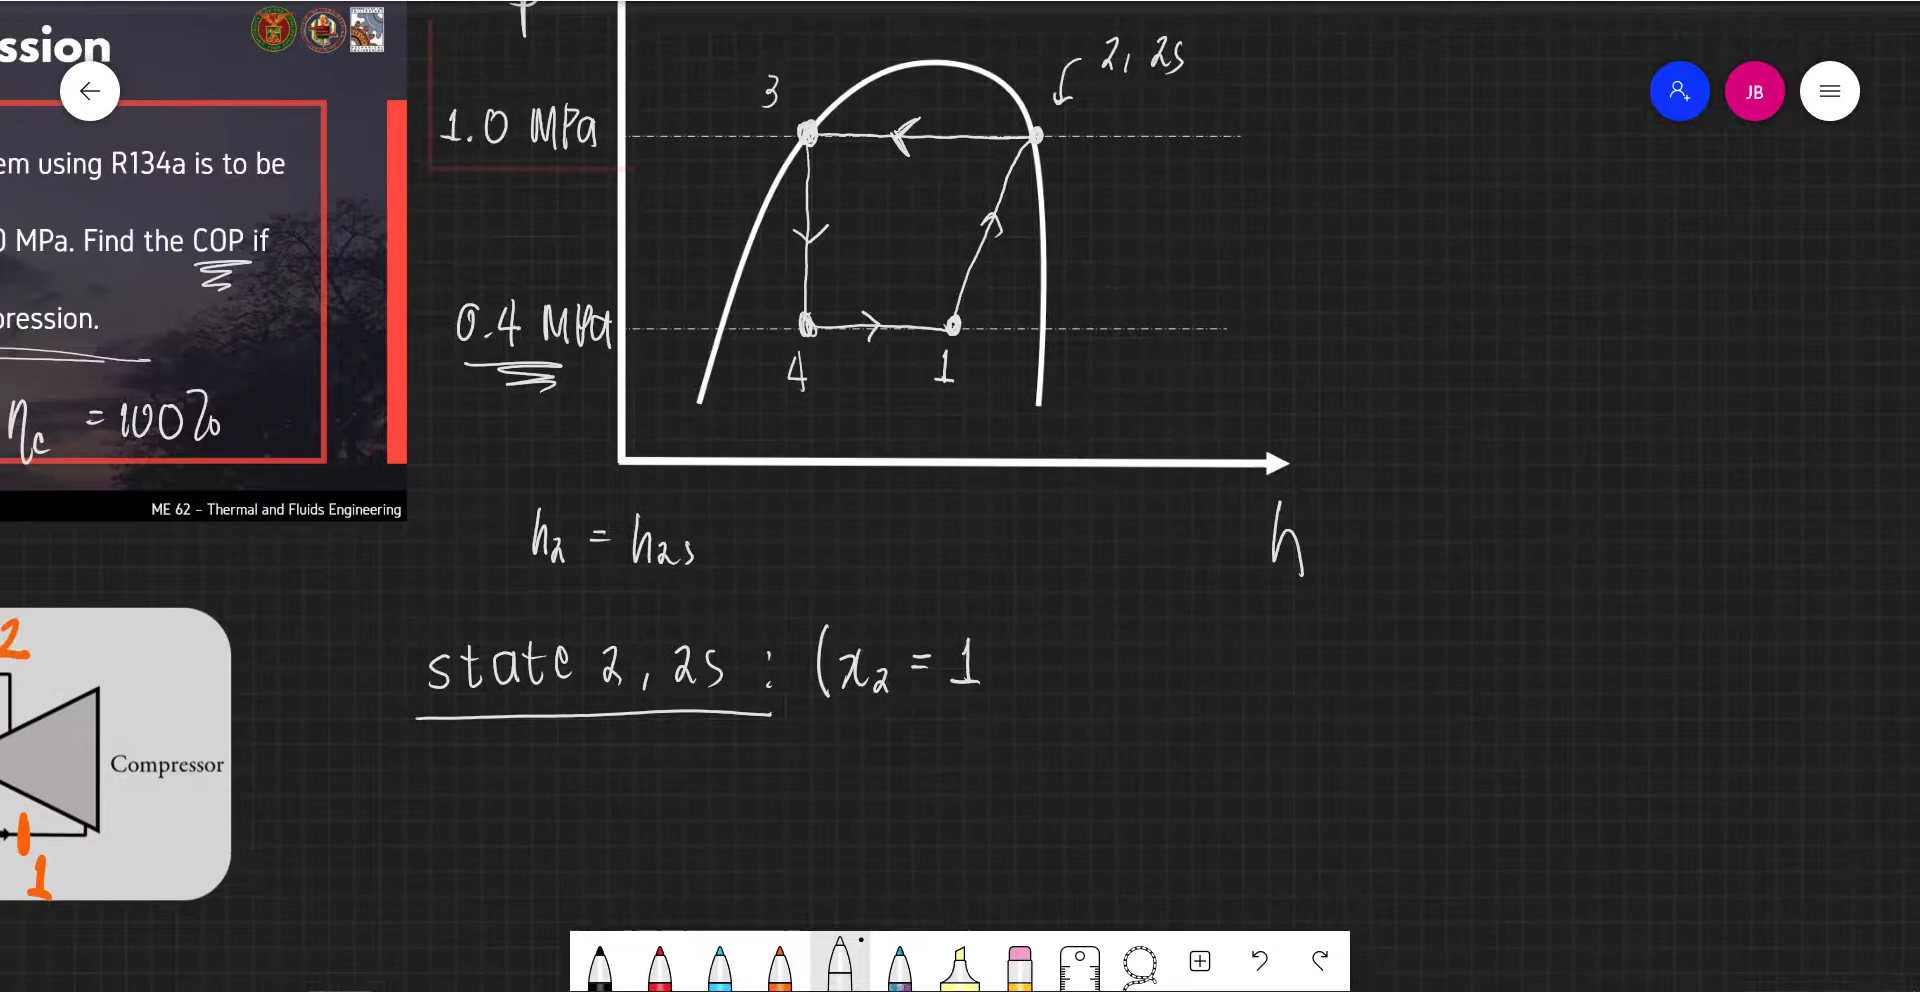 ssion
em using R134a is to be
0 MPa. Find the COP if
pression.
ηc = 100%
ME 62 – Thermal and Fluids Engineering
2
Compressor
1
P
1.0 MPa
0.4 MPa
3
2, 2s
4
1
h
h2 = h2s
state 2, 2s : (x2 = 1
JB